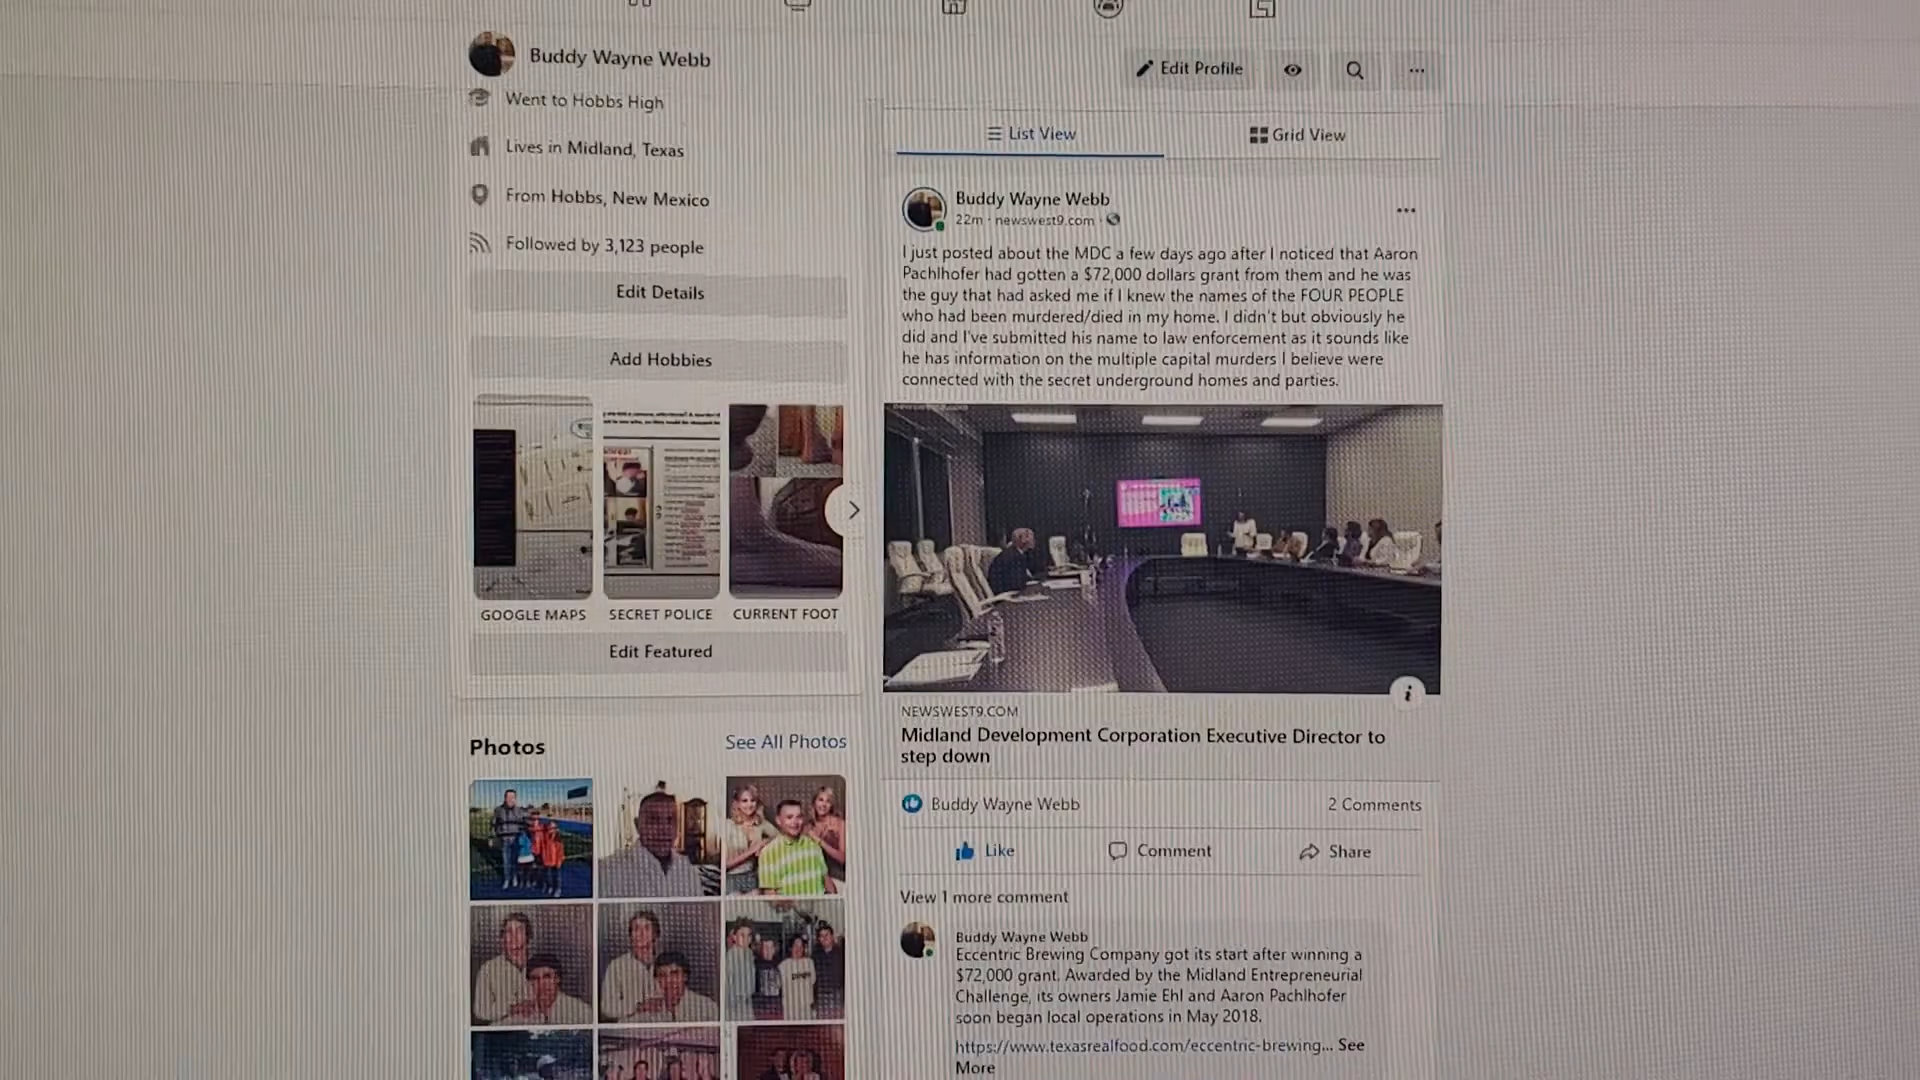 Buddy Wayne Webb
Edit Profile
Went to Hobbs High
Lives in Midland, Texas
From Hobbs, New Mexico
Followed by 3,123 people
Edit Details
Add Hobbies
GOOGLE MAPS
SECRET POLICE
CURRENT FOOT
Edit Featured
Photos
See All Photos
List View
Grid View
Buddy Wayne Webb
22m · newswest9.com ·
I just posted about the MDC a few days ago after I noticed that Aaron
Pachlhofer had gotten a $72,000 dollars grant from them and he was
the guy that had asked me if I knew the names of the FOUR PEOPLE
who had been murdered/died in my home. I didn't but obviously he
did and I've submitted his name to law enforcement as it sounds like
he has information on the multiple capital murders I believe were
connected with the secret underground homes and parties.
NEWSWEST9.COM
Midland Development Corporation Executive Director to
step down
Buddy Wayne Webb
2 Comments
Like
Comment
Share
View 1 more comment
Buddy Wayne Webb
Eccentric Brewing Company got its start after winning a
$72,000 grant. Awarded by the Midland Entrepreneurial
Challenge, its owners Jamie Ehl and Aaron Pachlhofer
soon began local operations in May 2018.
https://www.texasrealfood.com/eccentric-brewing... See
More